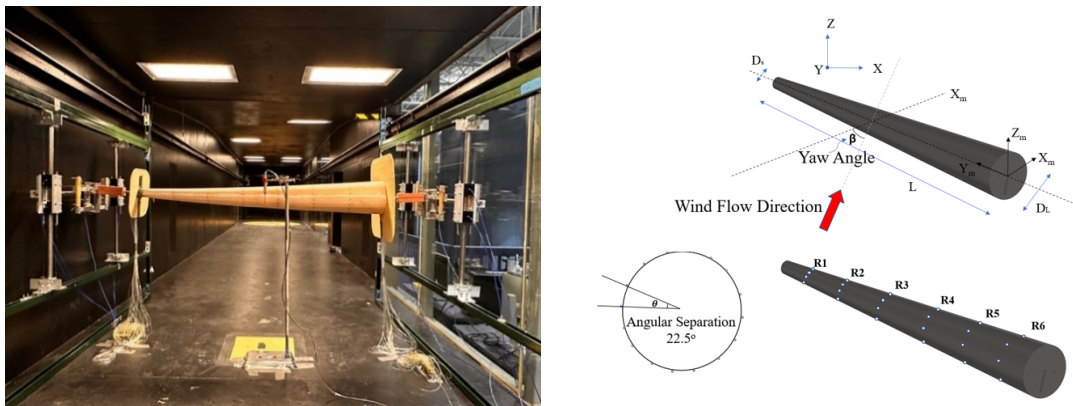 Z
Y
X
Dₛ
Xₘ
β
Yaw Angle
Zₘ
Xₘ
Yₘ
L
D_L
Wind Flow Direction
θ
Angular Separation
22.5°
R1
R2
R3
R4
R5
R6